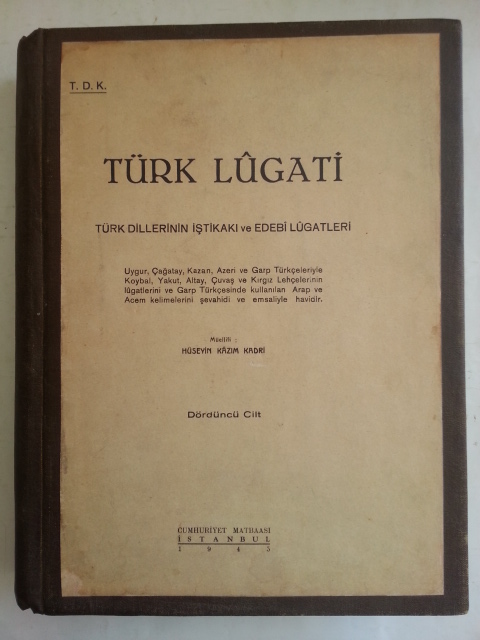 T. D. K.
TÜRK LÛGATİ
TÜRK DİLLERİNİN İŞTİKAKI ve EDEBÎ LÛGATLERİ
Uygur, Çağatay, Kazan, Azeri ve Garp Türkçeleriyle
Koybal, Yakut, Altay, Çuvaş ve Kırgız Lehçelerinin
lûgatlerini ve Garp Türkçesinde kullanılan Arap ve
Acem kelimelerini şevahidi ve emsaliyle havidir.
Müellifi :
HÜSEYİN KÂZIM KADRİ
Dördüncü Cilt
CUMHURİYET MATBAASI
İSTANBUL
1945